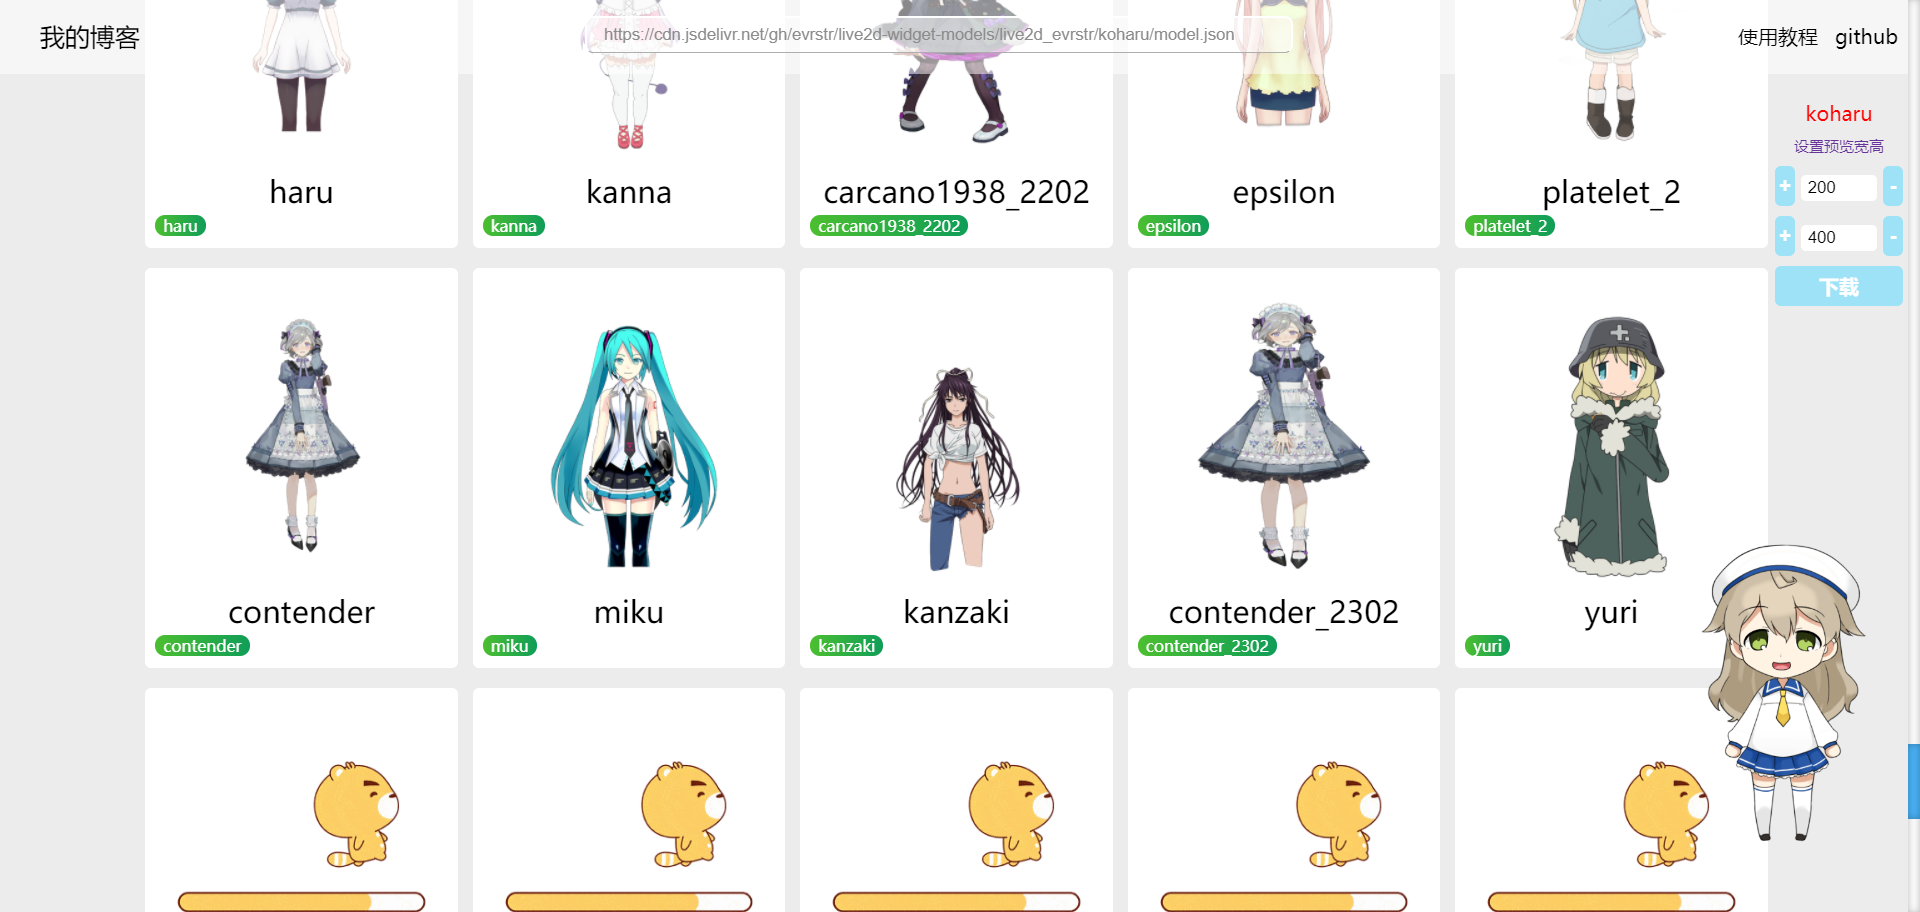 我的博客
https://cdn.jsdelivr.net/gh/evrstr/live2d-widget-models/live2d_evrstr/koharu/model.json
使用教程 github
koharu
设置预览宽高
+ 200 -
+ 400 -
下载
haru
haru
kanna
kanna
carcano1938_2202
carcano1938_2202
epsilon
epsilon
platelet_2
platelet_2
contender
contender
miku
miku
kanzaki
kanzaki
contender_2302
contender_2302
yuri
yuri